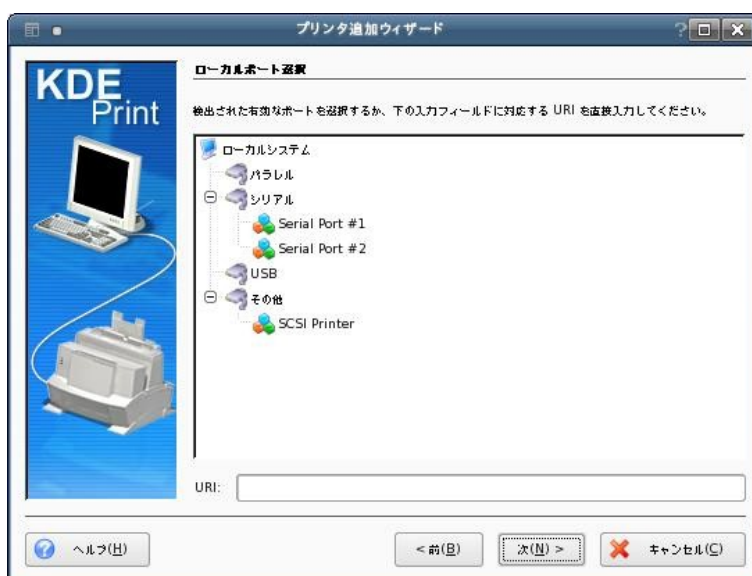 プリンタ追加ウィザード
KDE
Print
ローカルポート選択
検出された有効なポートを選択するか、下の入力フィールドに対応する URI を直接入力してください。
ローカルシステム
パラレル
シリアル
Serial Port #1
Serial Port #2
USB
その他
SCSI Printer
URI:
ヘルプ(H)
< 前(B)
次(N) >
キャンセル(C)